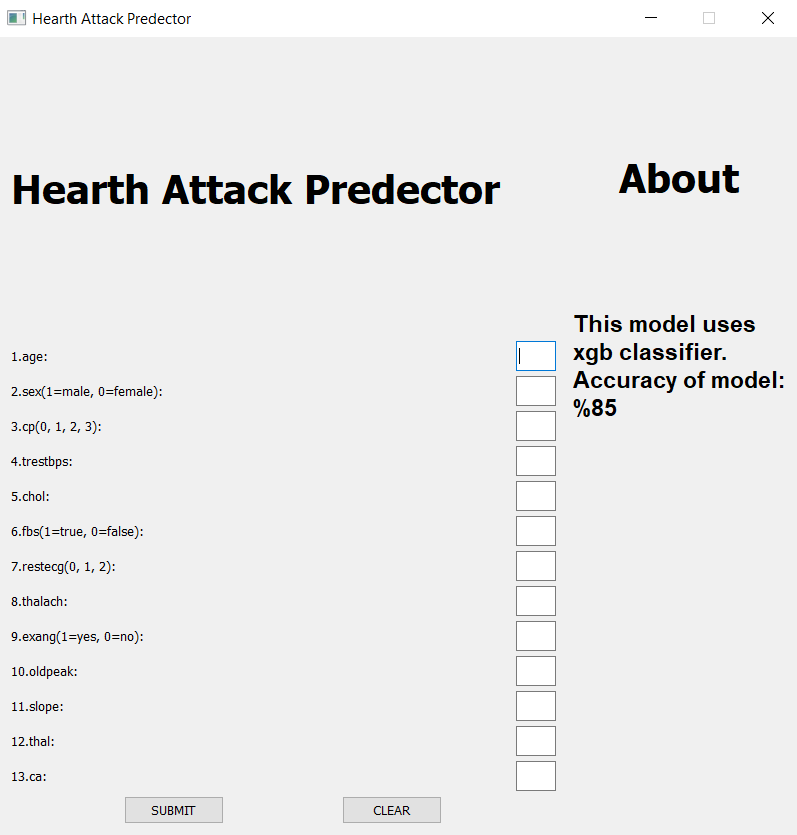 Hearth Attack Predector
Hearth Attack Predector
About
1.age:
2.sex(1=male, 0=female):
3.cp(0, 1, 2, 3):
4.trestbps:
5.chol:
6.fbs(1=true, 0=false):
7.restecg(0, 1, 2):
8.thalach:
9.exang(1=yes, 0=no):
10.oldpeak:
11.slope:
12.thal:
13.ca:
SUBMIT
CLEAR
This model uses
xgb classifier.
Accuracy of model:
%85